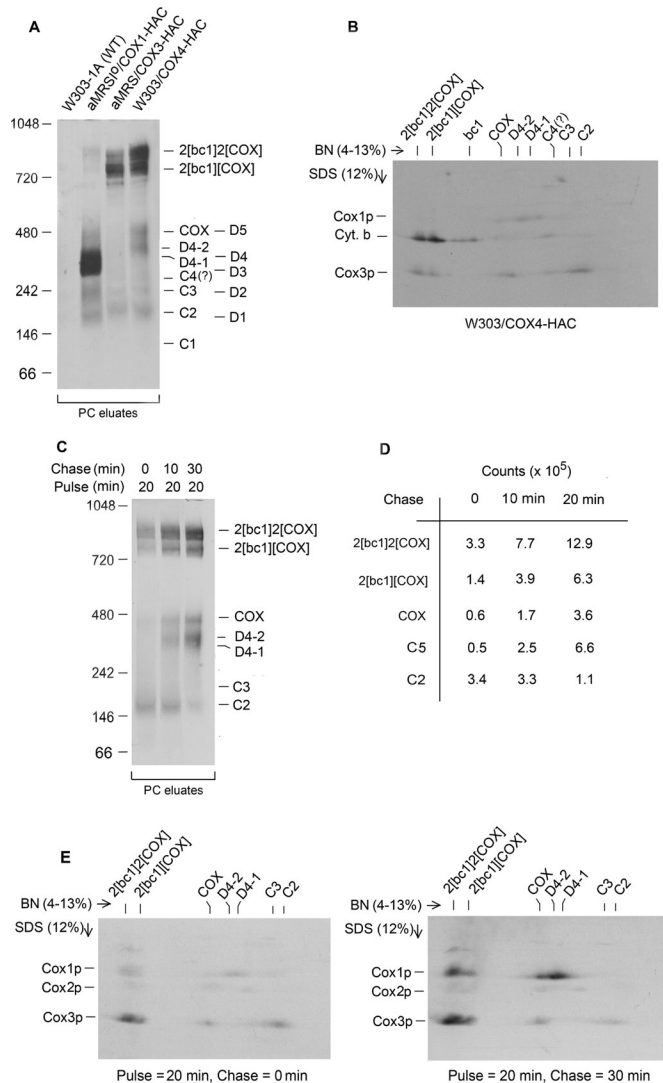 A
W303-1A (WT)
aMRSIº/COX1-HAC
aMRS/COX3-HAC
W303/COX4-HAC
1048 —
720 —
480 —
242 —
146 —
66 —
– 2[bc1]2[COX]
– 2[bc1][COX]
– COX – D5
– D4-2
D4-1 – D4
– C4(?) – D3
– C3 – D2
– C2 – D1
– C1
PC eluates
B
2[bc1]2[COX]
2[bc1][COX]
bc1
COX
D4-2
D4-1
C4(?)
C3
C2
BN (4-13%)→
SDS (12%)↓
Cox1p –
Cyt. b –
Cox3p –
W303/COX4-HAC
C
Chase (min) 0 10 30
Pulse (min) 20 20 20
1048 —
720 —
480 —
242 —
146 —
66 —
– 2[bc1]2[COX]
– 2[bc1][COX]
– COX
– D4-2
D4-1
– C3
– C2
PC eluates
D
Counts (x 10⁵)
Chase 0 10 min 20 min
2[bc1]2[COX] 3.3 7.7 12.9
2[bc1][COX] 1.4 3.9 6.3
COX 0.6 1.7 3.6
C5 0.5 2.5 6.6
C2 3.4 3.3 1.1
E
2[bc1]2[COX]
2[bc1][COX]
COX
D4-2
D4-1
C3
C2
BN (4-13%)→
SDS (12%)↓
Cox1p –
Cox2p –
Cox3p –
Pulse = 20 min, Chase = 0 min
2[bc1]2[COX]
2[bc1][COX]
COX
D4-2
D4-1
C3
C2
BN (4-13%)→
SDS (12%)↓
Cox1p –
Cox2p –
Cox3p –
Pulse = 20 min, Chase = 30 min